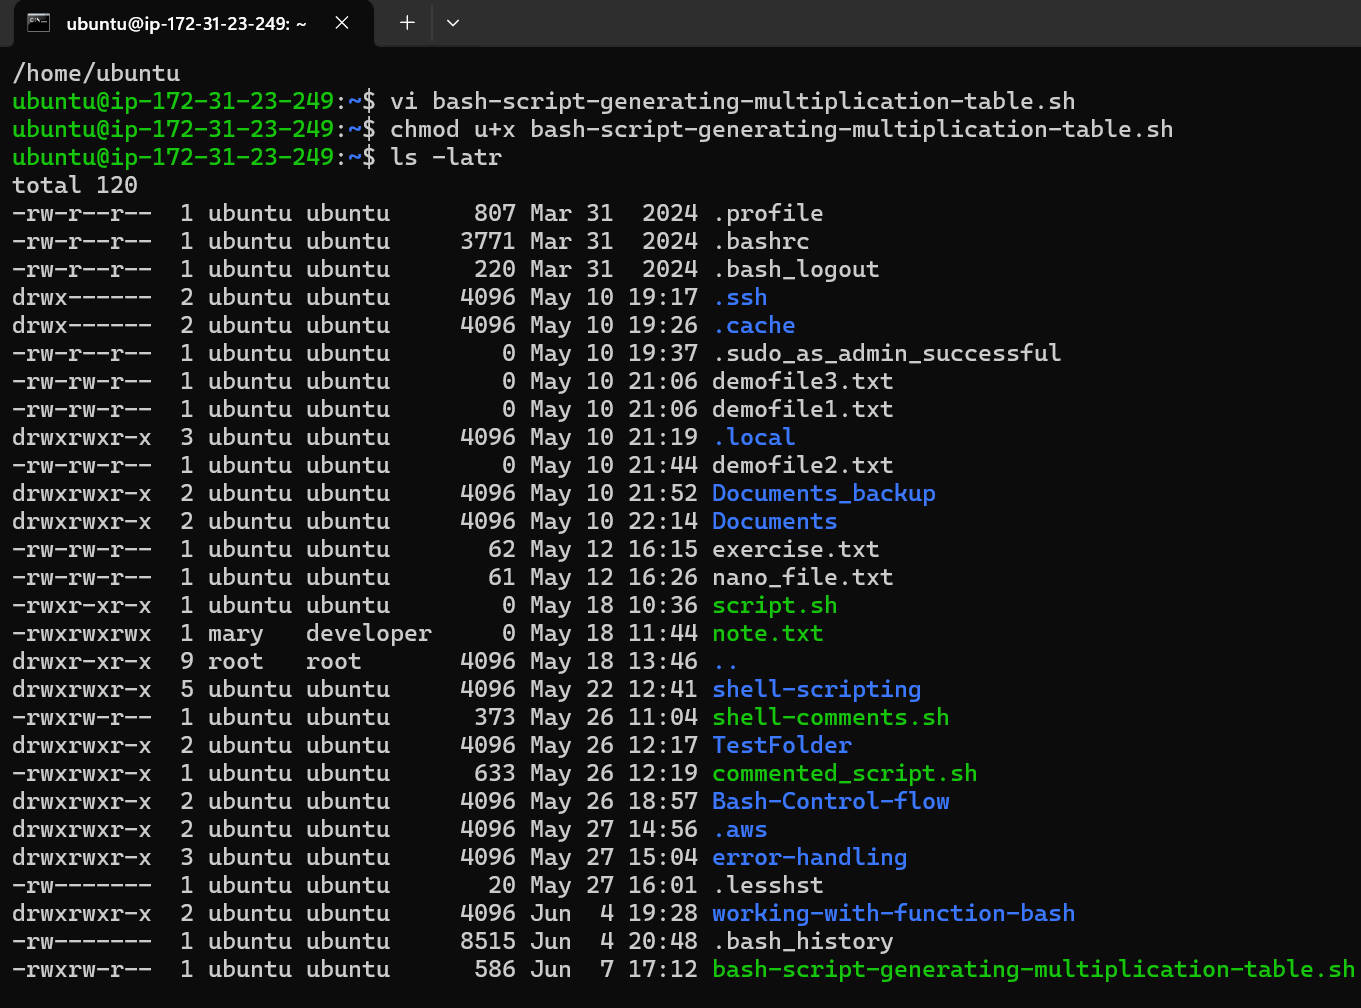 ubuntu@ip-172-31-23-249: ~
/home/ubuntu
ubuntu@ip-172-31-23-249:~$ vi bash-script-generating-multiplication-table.sh
ubuntu@ip-172-31-23-249:~$ chmod u+x bash-script-generating-multiplication-table.sh
ubuntu@ip-172-31-23-249:~$ ls -latr
total 120
-rw-r--r--  1 ubuntu ubuntu      807 Mar 31  2024 .profile
-rw-r--r--  1 ubuntu ubuntu     3771 Mar 31  2024 .bashrc
-rw-r--r--  1 ubuntu ubuntu      220 Mar 31  2024 .bash_logout
drwx------  2 ubuntu ubuntu     4096 May 10 19:17 .ssh
drwx------  2 ubuntu ubuntu     4096 May 10 19:26 .cache
-rw-r--r--  1 ubuntu ubuntu        0 May 10 19:37 .sudo_as_admin_successful
-rw-rw-r--  1 ubuntu ubuntu        0 May 10 21:06 demofile3.txt
-rw-rw-r--  1 ubuntu ubuntu        0 May 10 21:06 demofile1.txt
drwxrwxr-x  3 ubuntu ubuntu     4096 May 10 21:19 .local
-rw-rw-r--  1 ubuntu ubuntu        0 May 10 21:44 demofile2.txt
drwxrwxr-x  2 ubuntu ubuntu     4096 May 10 21:52 Documents_backup
drwxrwxr-x  2 ubuntu ubuntu     4096 May 10 22:14 Documents
-rw-rw-r--  1 ubuntu ubuntu       62 May 12 16:15 exercise.txt
-rw-rw-r--  1 ubuntu ubuntu       61 May 12 16:26 nano_file.txt
-rwxr-xr-x  1 ubuntu ubuntu        0 May 18 10:36 script.sh
-rwxrwxrwx  1 mary   developer     0 May 18 11:44 note.txt
drwxr-xr-x  9 root   root       4096 May 18 13:46 ..
drwxrwxr-x  5 ubuntu ubuntu     4096 May 22 12:41 shell-scripting
-rwxrw-r--  1 ubuntu ubuntu      373 May 26 11:04 shell-comments.sh
drwxrwxr-x  2 ubuntu ubuntu     4096 May 26 12:17 TestFolder
-rwxrwxr-x  1 ubuntu ubuntu      633 May 26 12:19 commented_script.sh
drwxrwxr-x  2 ubuntu ubuntu     4096 May 26 18:57 Bash-Control-flow
drwxrwxr-x  2 ubuntu ubuntu     4096 May 27 14:56 .aws
drwxrwxr-x  3 ubuntu ubuntu     4096 May 27 15:04 error-handling
-rw-------  1 ubuntu ubuntu       20 May 27 16:01 .lesshst
drwxrwxr-x  2 ubuntu ubuntu     4096 Jun  4 19:28 working-with-function-bash
-rw-------  1 ubuntu ubuntu     8515 Jun  4 20:48 .bash_history
-rwxrw-r--  1 ubuntu ubuntu      586 Jun  7 17:12 bash-script-generating-multiplication-table.sh